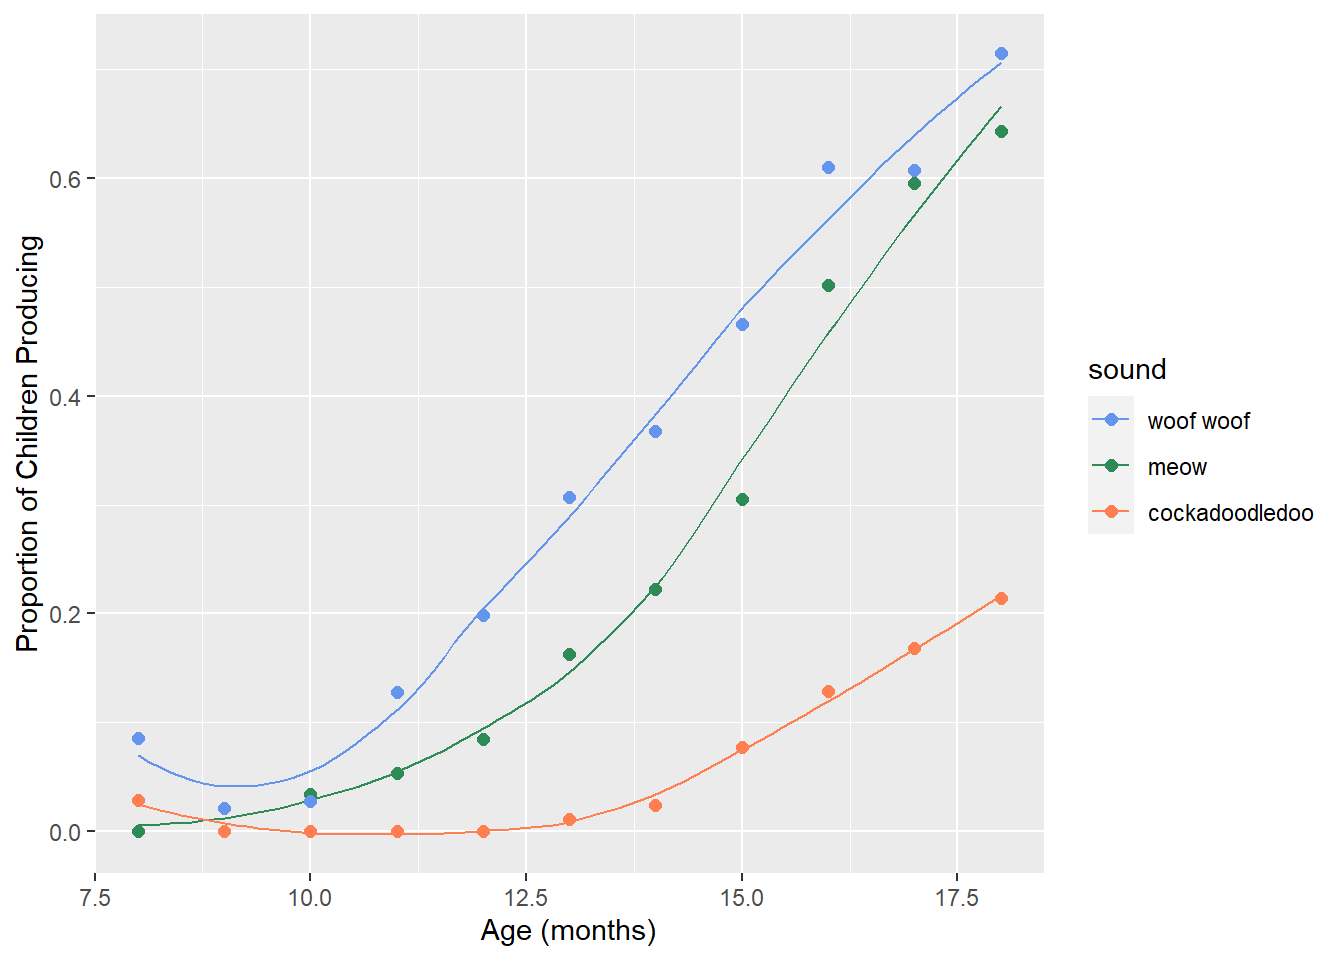 0.6
0.4
0.2
0.0
7.5 10.0 12.5 15.0 17.5
Age (months)
Proportion of Children Producing
sound
woof woof
meow
cockadoodledoo